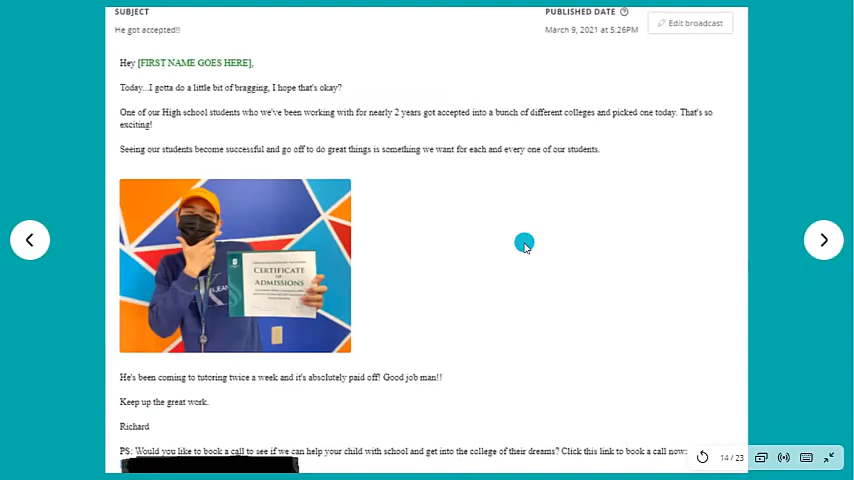 SUBJECT
He got accepted!!
PUBLISHED DATE ?
March 9, 2021 at 5:26PM
Edit broadcast
Hey [FIRST NAME GOES HERE],
Today...I gotta do a little bit of bragging, I hope that's okay?
One of our High school students who we've been working with for nearly 2 years got accepted into a bunch of different colleges and picked one today. That's so
exciting!
Seeing our students become successful and go off to do great things is something we want for each and every one of our students.
CERTIFICATE
OF
ADMISSIONS
He's been coming to tutoring twice a week and it's absolutely paid off! Good job man!!
Keep up the great work.
Richard
PS: Would you like to book a call to see if we can help your child with school and get into the college of their dreams? Click this link to book a call now:
14 / 23